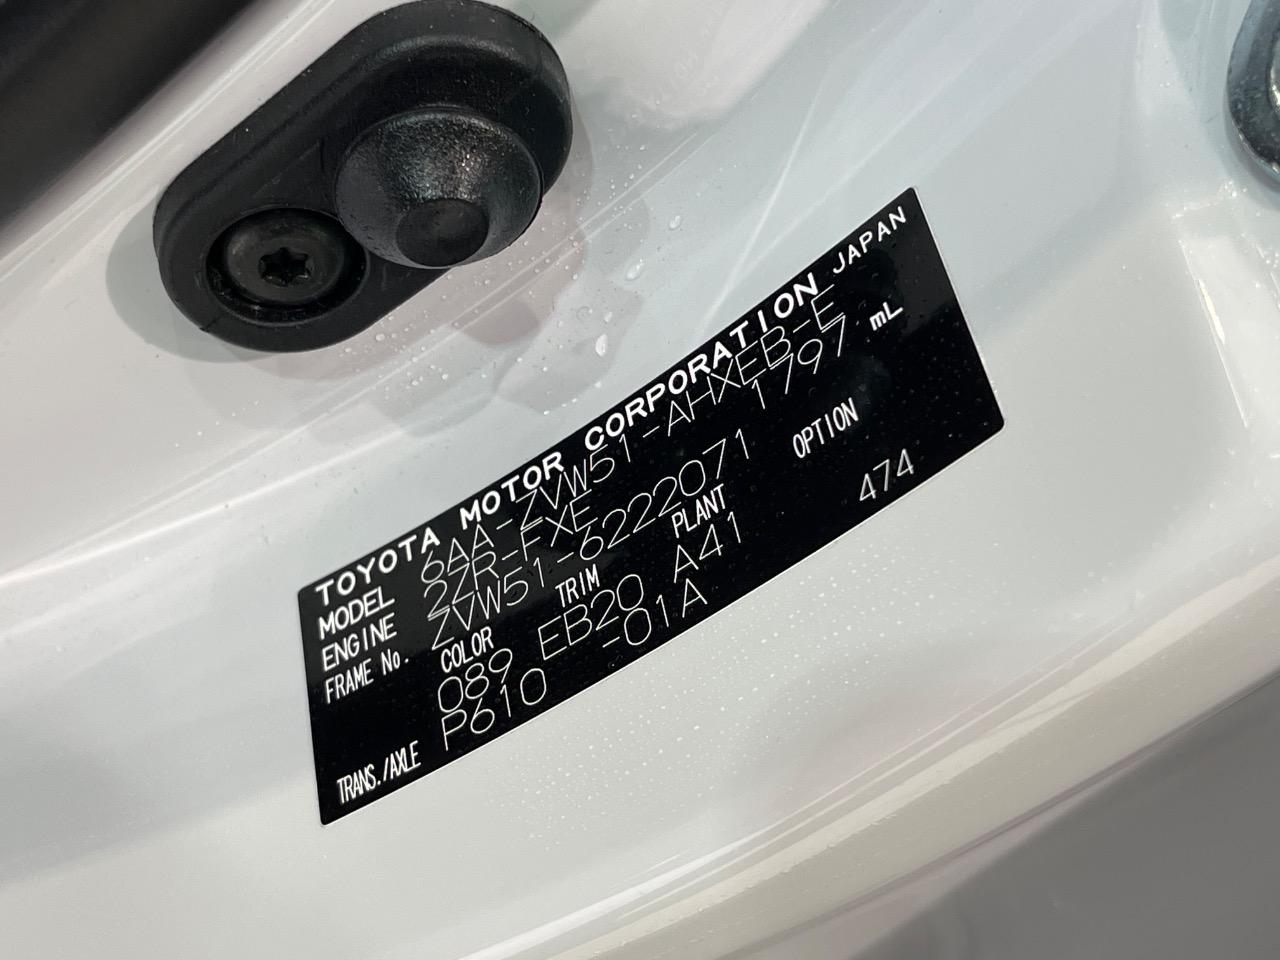 TOYOTA MOTOR CORPORATION JAPAN
MODEL 6AA-ZVW51-AHXEB-E
ENGINE 2ZR-FXE 1797 mL
FRAME No. ZVW51-6222071
COLOR TRIM PLANT OPTION
089 EB20 A41 474
TRANS./AXLE P610 -01A